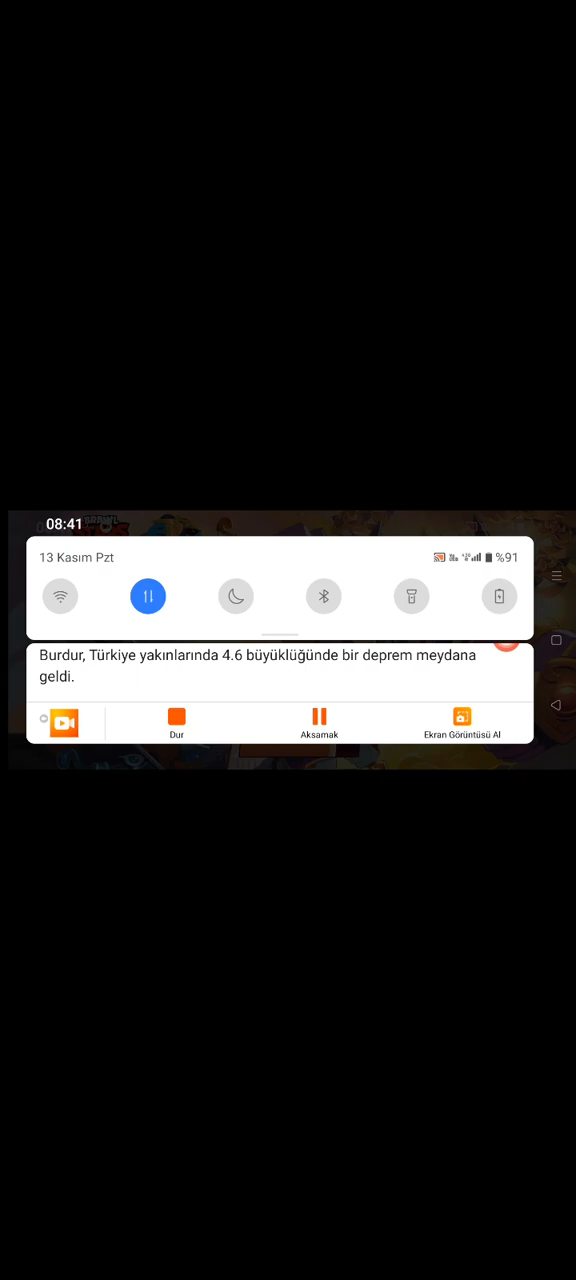 08:41
13 Kasım Pzt
%91
Burdur, Türkiye yakınlarında 4.6 büyüklüğünde bir deprem meydana
geldi.
Dur
Aksamak
Ekran Görüntüsü Al